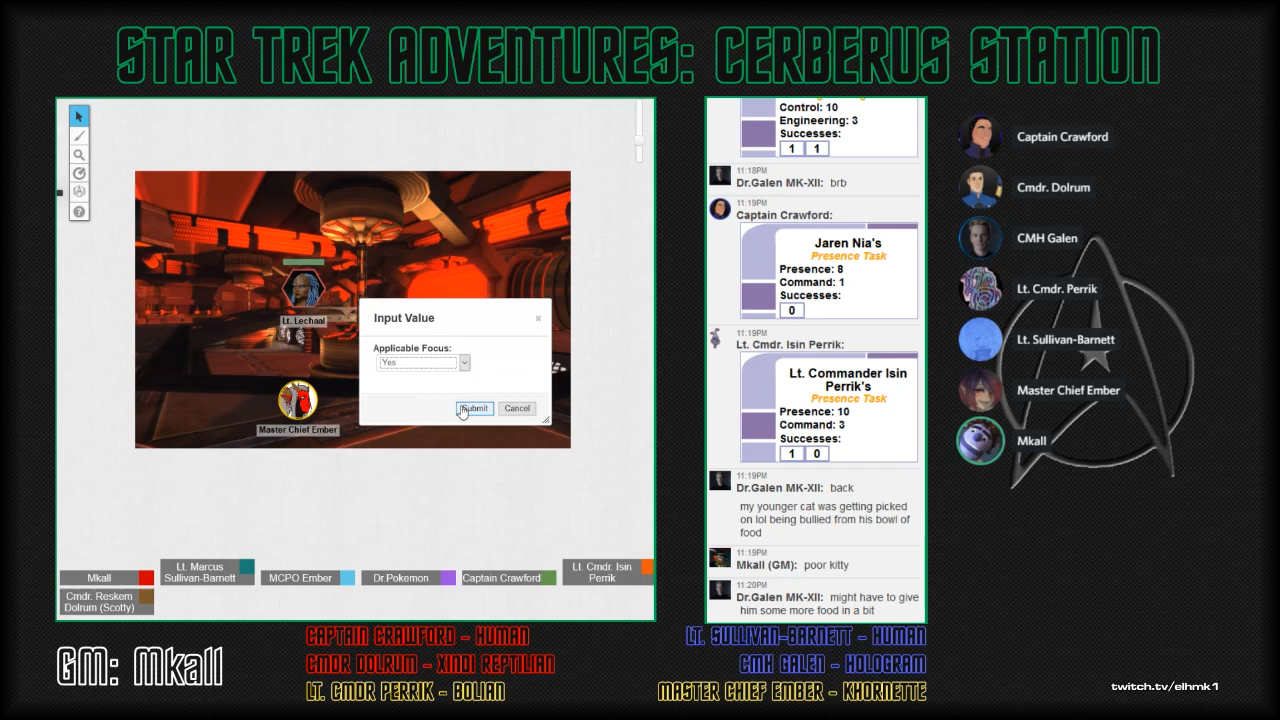 STAR TREK ADVENTURES: CERBERUS STATION
Lt. Lechaal
Master Chief Ember
Input Value
×
Applicable Focus:
Yes
Submit
Cancel
Mkall
Lt. Marcus
Sullivan-Barnett
MCPO Ember
Dr.Pokemon
Captain Crawford
Lt. Cmdr. Isin
Perrik
Cmdr. Reskem
Dolrum (Scotty)
Control: 10
Engineering: 3
Successes:
1 1
11:18PM
Dr.Galen MK-XII: brb
11:19PM
Captain Crawford:
Jaren Nia's
Presence Task
Presence: 8
Command: 1
Successes:
0
11:19PM
Lt. Cmdr. Isin Perrik:
Lt. Commander Isin
Perrik's
Presence Task
Presence: 10
Command: 3
Successes:
1 0
11:19PM
Dr.Galen MK-XII: back
my younger cat was getting picked
on lol being bullied from his bowl of
food
11:19PM
Mkall (GM): poor kitty
11:20PM
Dr.Galen MK-XII: might have to give
him some more food in a bit
Captain Crawford
Cmdr. Dolrum
CMH Galen
Lt. Cmdr. Perrik
Lt. Sullivan-Barnett
Master Chief Ember
Mkall
GM: Mkall
CAPTAIN CRAWFORD - HUMAN
CMDR DOLRUM - XINDI REPTILIAN
LT. CMDR PERRIK - BOLIAN
LT. SULLIVAN-BARNETT - HUMAN
CMH GALEN - HOLOGRAM
MASTER CHIEF EMBER - KHORNETTE
twitch.tv/elhmk1